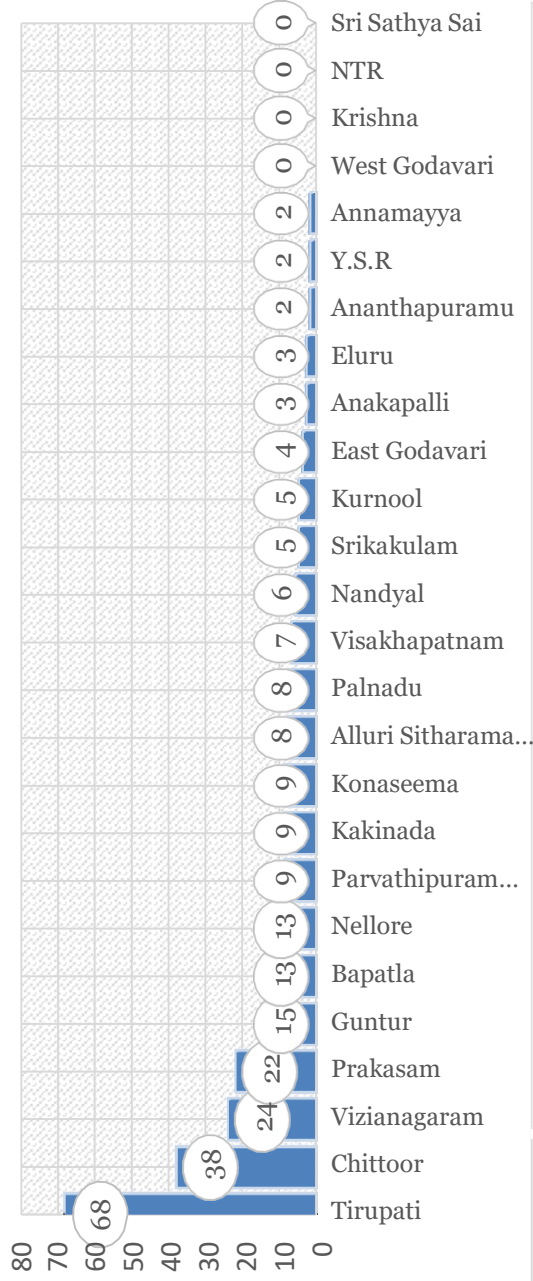 0 Sri Sathya Sai
0 NTR
0 Krishna
0 West Godavari
2 Annamayya
2 Y.S.R
2 Ananthapuramu
3 Eluru
3 Anakapalli
4 East Godavari
5 Kurnool
5 Srikakulam
6 Nandyal
7 Visakhapatnam
8 Palnadu
8 Alluri Sitharama...
9 Konaseema
9 Kakinada
9 Parvathipuram...
13 Nellore
13 Bapatla
15 Guntur
22 Prakasam
24 Vizianagaram
38 Chittoor
68 Tirupati
80 70 60 50 40 30 20 10 0